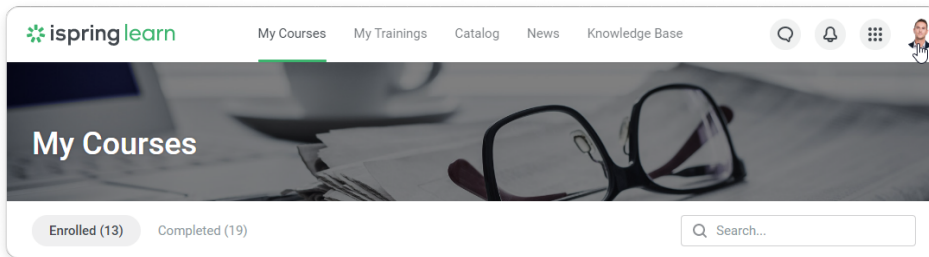 ispring learn
My Courses My Trainings Catalog News Knowledge Base
My Courses
Enrolled (13) Completed (19) Search...